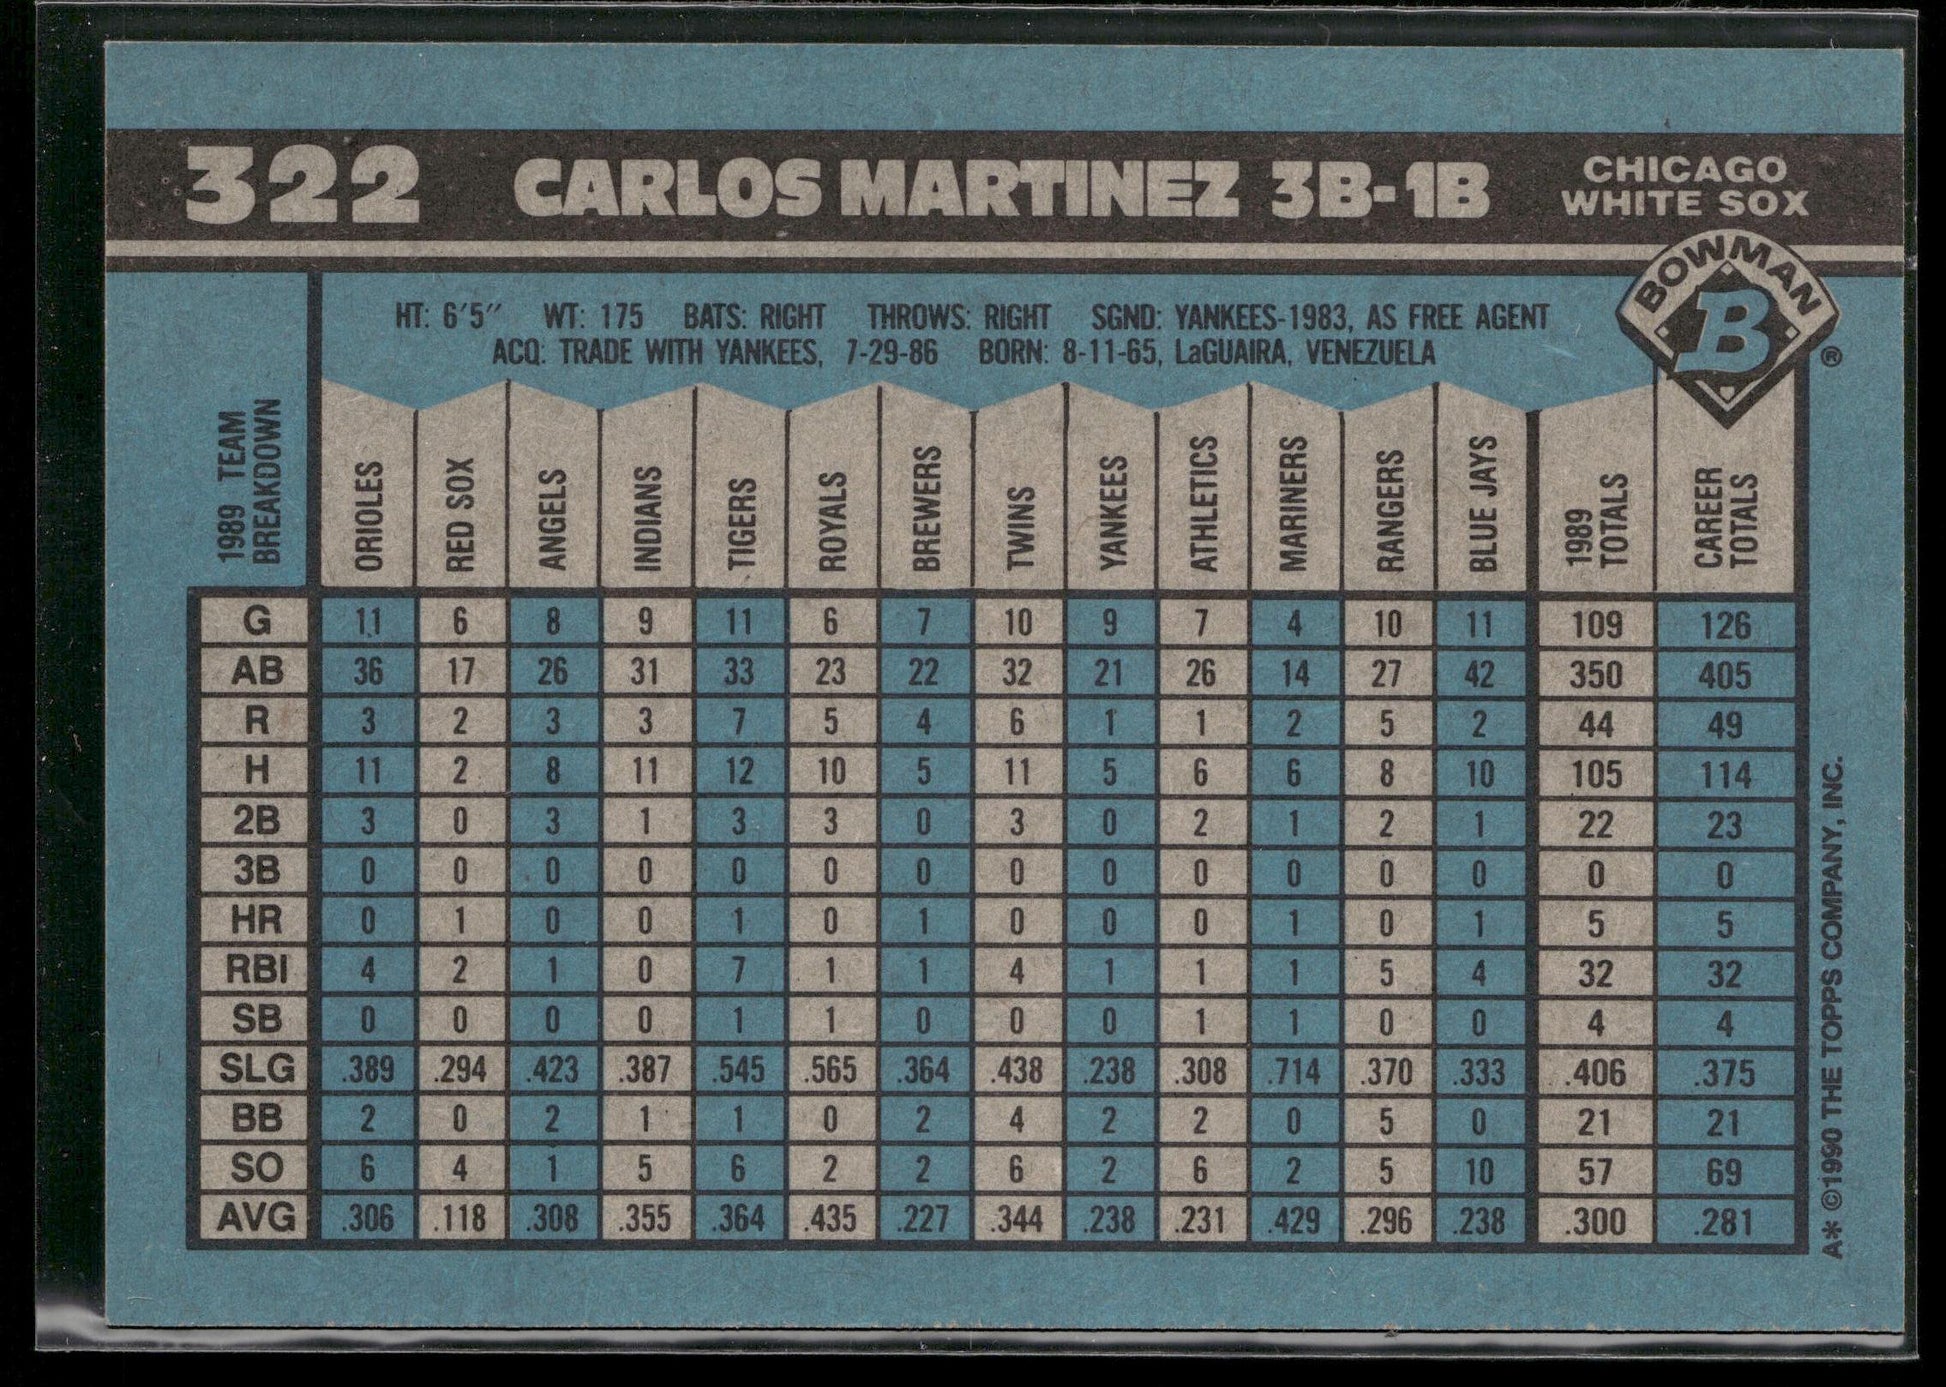 322 CARLOS MARTINEZ 3B-1B CHICAGO
WHITE SOX
BOWMAN
B
®
HT: 6'5" WT: 175 BATS: RIGHT THROWS: RIGHT SGND: YANKEES-1983, AS FREE AGENT
ACQ: TRADE WITH YANKEES, 7-29-86 BORN: 8-11-65, LaGUAIRA, VENEZUELA
1989 TEAM BREAKDOWN ORIOLES RED SOX ANGELS INDIANS TIGERS ROYALS BREWERS TWINS YANKEES ATHLETICS MARINERS RANGERS BLUE JAYS 1989 TOTALS CAREER TOTALS
G 11 6 8 9 11 6 7 10 9 7 4 10 11 109 126
AB 36 17 26 31 33 23 22 32 21 26 14 27 42 350 405
R 3 2 3 3 7 5 4 6 1 1 2 5 2 44 49
H 11 2 8 11 12 10 5 11 5 6 6 8 10 105 114
2B 3 0 3 1 3 3 0 3 0 2 1 2 1 22 23
3B 0 0 0 0 0 0 0 0 0 0 0 0 0 0 0
HR 0 1 0 0 1 0 1 0 0 0 1 0 1 5 5
RBI 4 2 1 0 7 1 1 4 1 1 1 5 4 32 32
SB 0 0 0 0 1 1 0 0 0 1 1 0 0 4 4
SLG .389 .294 .423 .387 .545 .565 .364 .438 .238 .308 .714 .370 .333 .406 .375
BB 2 0 2 1 1 0 2 4 2 2 0 5 0 21 21
SO 6 4 1 5 6 2 2 6 2 6 2 5 10 57 69
AVG .306 .118 .308 .355 .364 .435 .227 .344 .238 .231 .429 .296 .238 .300 .281
A* ©1990 THE TOPPS COMPANY, INC.